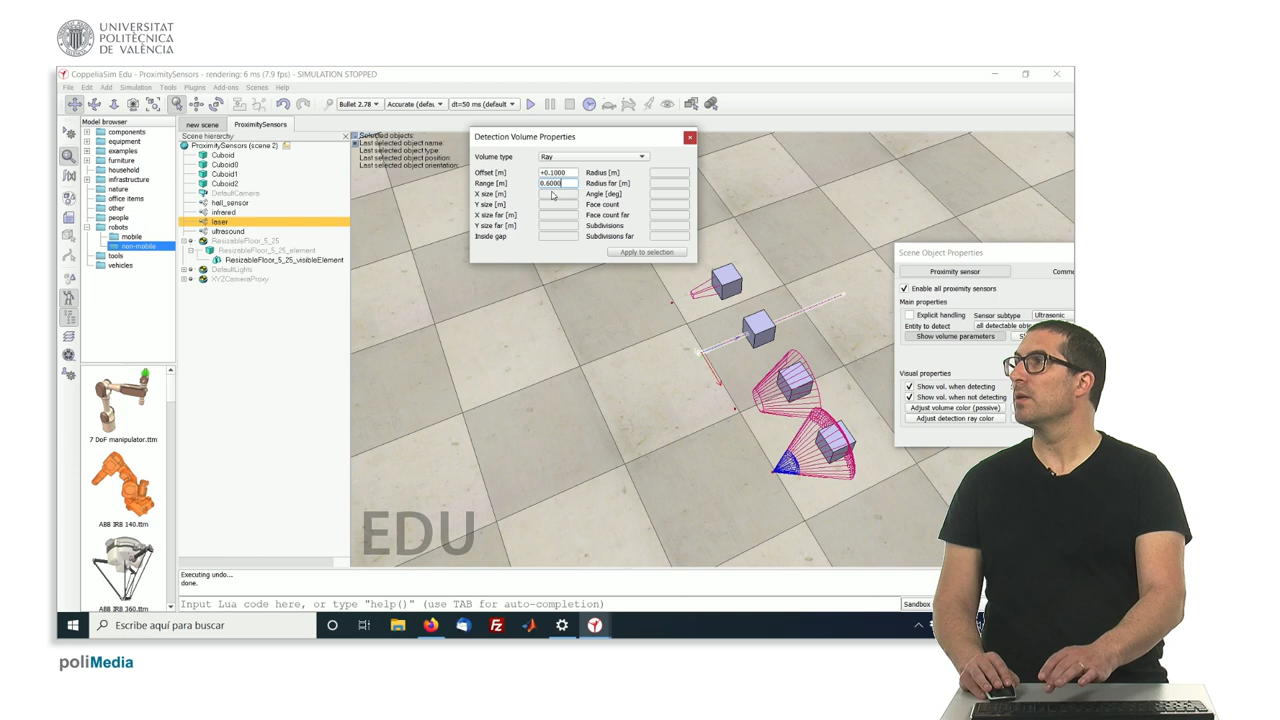 UNIVERSITAT
POLITÈCNICA
DE VALÈNCIA
CoppeliaSim Edu - ProximitySensors - rendering: 6 ms (7.9 fps) - SIMULATION STOPPED
File Edit Add Simulation Tools Plugins Add-ons Scenes Help
Bullet 2.78 Accurate (defau dt=50 ms (default
Model browser
components
equipment
examples
furniture
infrastructure
nature
office items
other
people
robots
mobile
non-mobile
tools
vehicles
7 DoF manipulator.ttm
ABB IRB 140.ttm
ABB IRB 360.ttm
new scene ProximitySensors
Scene hierarchy
ProximitySensors (scene 2)
Cuboid
Cuboid0
Cuboid1
Cuboid2
DefaultCamera
hall_sensor
infrared
laser
ultrasound
ResizableFloor_5_25
ResizableFloor_5_25_element
ResizableFloor_5_25_visibleElement
DefaultLights
XYZCameraProxy
Selected objects:
Last selected object name:
Last selected object type:
Last selected object position:
Last selected object orientation:
Detection Volume Properties
Volume type Ray
Offset [m] +0.1000 Radius [m]
Range [m] 0.6000 Radius far [m]
X size [m] Angle [deg]
Y size [m] Face count
X size far [m] Face count far
Y size far [m] Subdivisions
Inside gap Subdivisions far
Apply to selection
Scene Object Properties
Proximity sensor
Enable all proximity sensors
Main properties
Explicit handling Sensor subtype Ultrasonic
Entity to detect
Show volume parameters
Visual properties
Show vol. when detecting
Show vol. when not detecting
Adjust volume color (passive)
Adjust detection ray color
EDU
Executing undo...
done.
Input Lua code here, or type "help()" (use TAB for auto-completion)
Sandbox
Escribe aquí para buscar
poliMedia